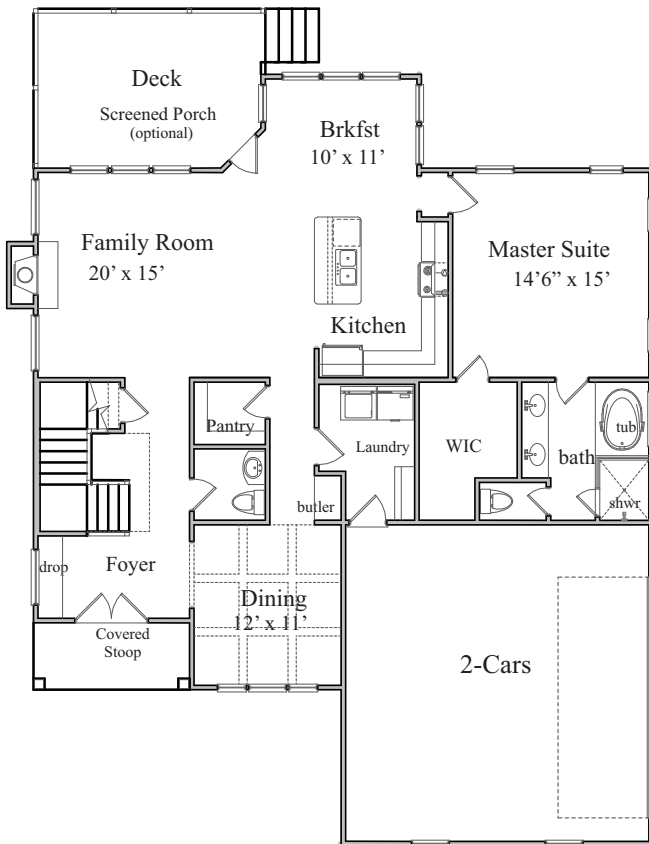 Deck
Screened Porch
(optional)
Brkfst
10’ x 11’
Family Room
20’ x 15’
Master Suite
14’6” x 15’
Kitchen
Pantry
Laundry
WIC
tub
bath
shwr
butler
drop
Foyer
Dining
12’ x 11’
Covered
Stoop
2-Cars